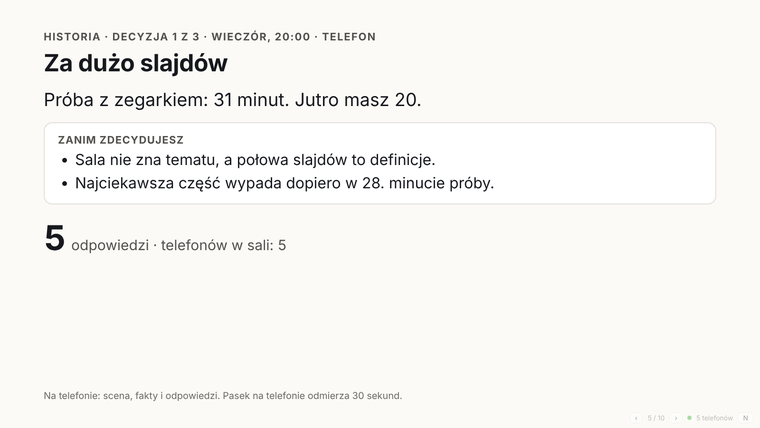 HISTORIA · DECYZJA 1 Z 3 · WIECZÓR, 20:00 · TELEFON
Za dużo slajdów
Próba z zegarkiem: 31 minut. Jutro masz 20.
ZANIM ZDECYDUJESZ
• Sala nie zna tematu, a połowa slajdów to definicje.
• Najciekawsza część wypada dopiero w 28. minucie próby.
5 odpowiedzi · telefonów w sali: 5
Na telefonie: scena, fakty i odpowiedzi. Pasek na telefonie odmierza 30 sekund.
‹ 5 / 10 › 5 telefonów N